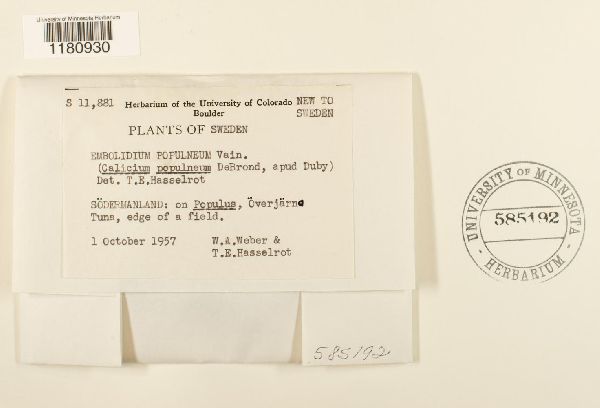 University of Minnesota Herbarium
1180930
S 11,881
Herbarium of the University of Colorado
Boulder
NEW TO
SWEDEN
PLANTS OF SWEDEN
EMBOLIDIUM POPULNEUM Vain.
(Calicium populneum DeBrond, apud Duby)
Det. T.E.Hasselrot
SÖDERMANLAND: on Populus, Överjärna
Tuna, edge of a field.
1 October 1957
W.A.Weber &
T.E.Hasselrot
UNIVERSITY OF MINNESOTA
585192
- HERBARIUM -
585192